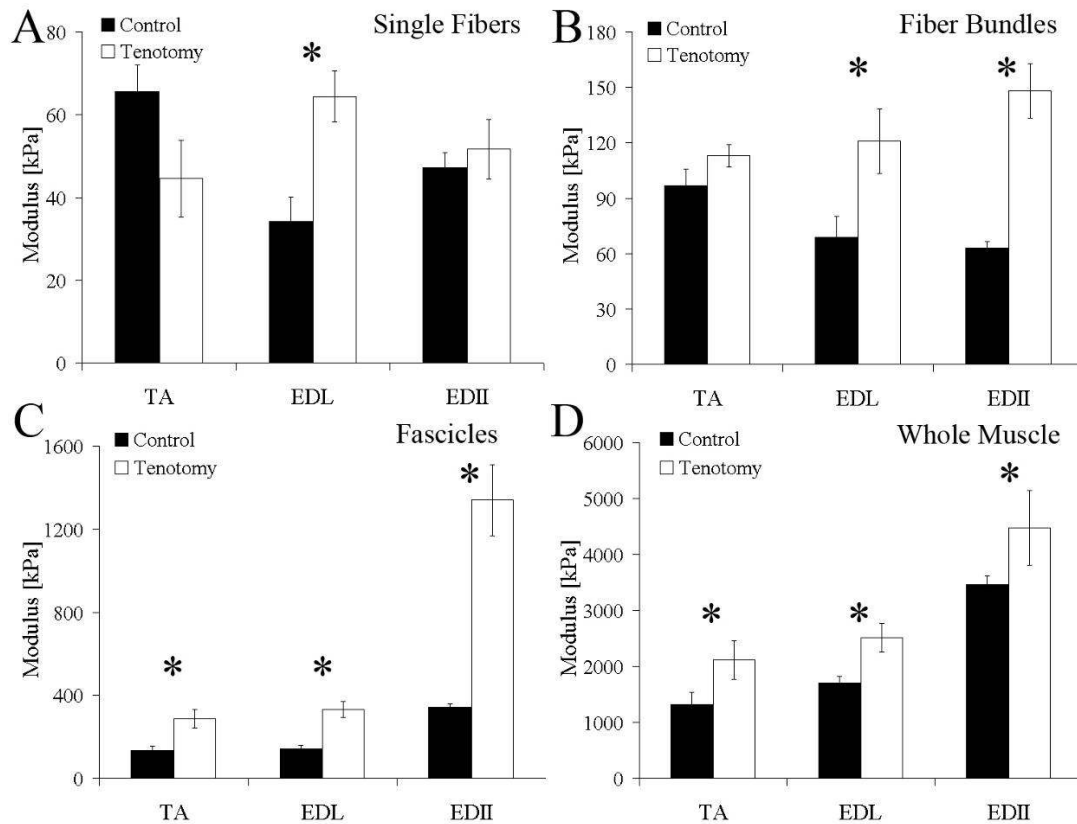 A
Single Fibers
Control
Tenotomy
*
Modulus [kPa]
80
60
40
20
0
TA EDL EDII
B
Fiber Bundles
Control
Tenotomy
* *
Modulus [kPa]
180
150
120
90
60
30
0
TA EDL EDII
C
Fascicles
Control
Tenotomy
* * *
Modulus [kPa]
1600
1200
800
400
0
TA EDL EDII
D
Whole Muscle
Control
Tenotomy
* * *
Modulus [kPa]
6000
5000
4000
3000
2000
1000
0
TA EDL EDII